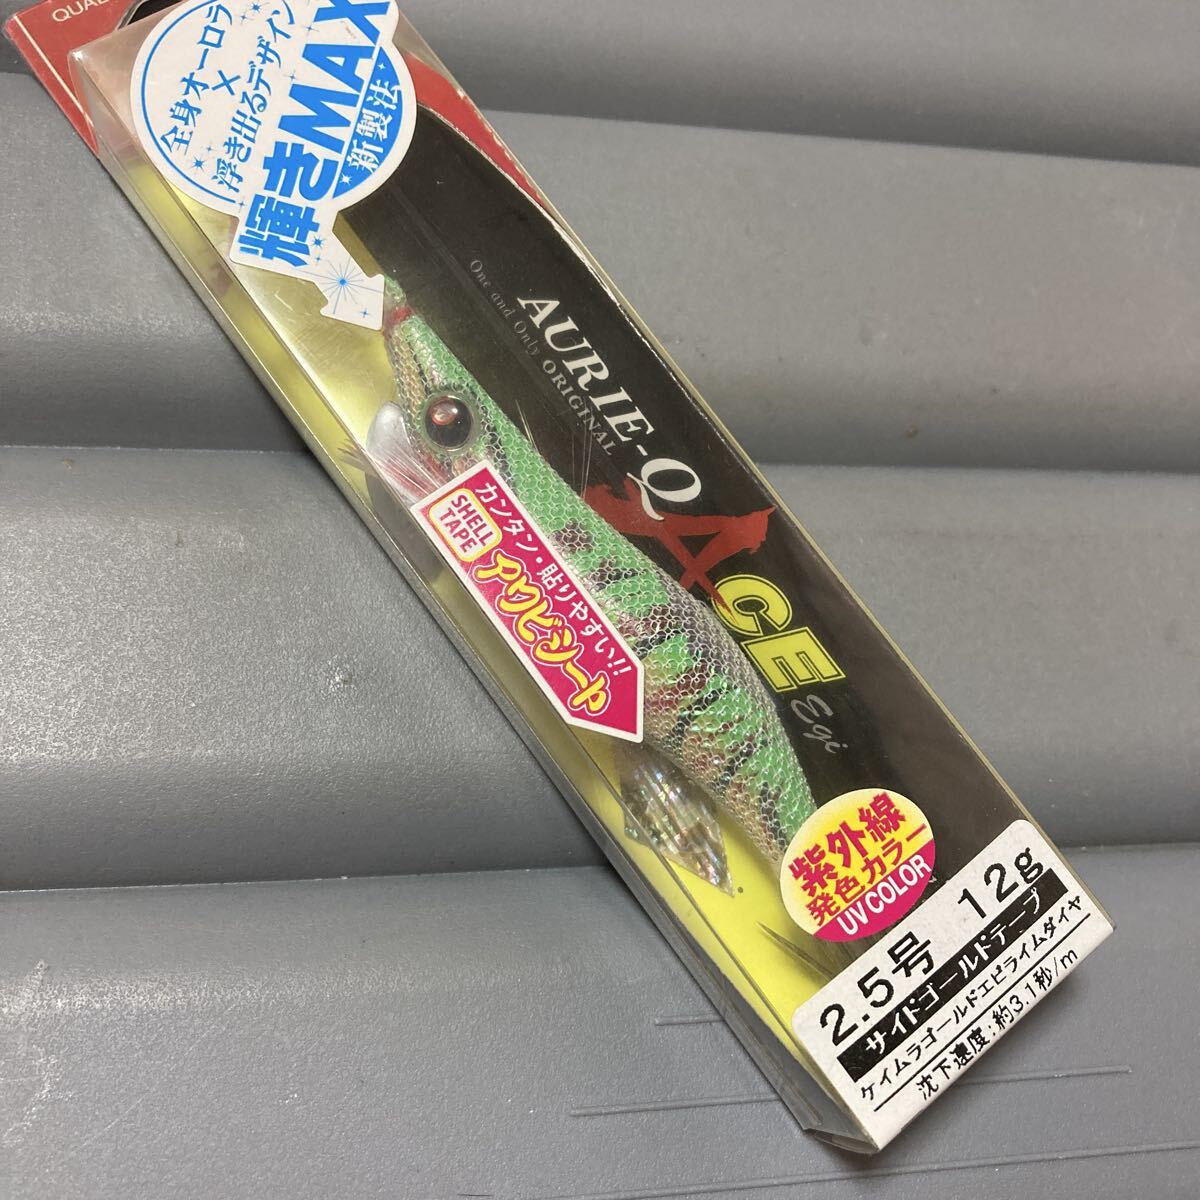 QUAL
全身オーロラ
×
浮き出るデザイン
輝きMAX
新製法
One and Only ORIGINAL
AURIE-Q
ACE
Egi
カンタン・貼りやすい!!
SHELL
TAPE
アワビシート
紫外線
発色カラー
UV COLOR
2.5号 12g
サイドゴールドテープ
ケイムラゴールドエビライムダイヤ
沈下速度:約3.1秒/m